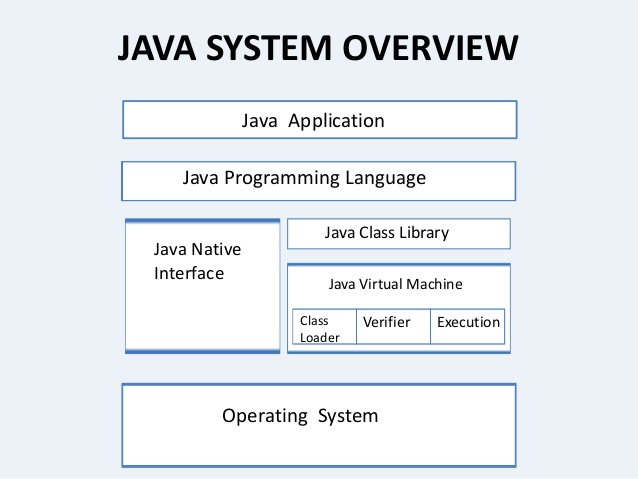 JAVA SYSTEM OVERVIEW
Java Application
Java Programming Language
Java Native
Interface
Java Class Library
Java Virtual Machine
Class
Loader
Verifier
Execution
Operating System